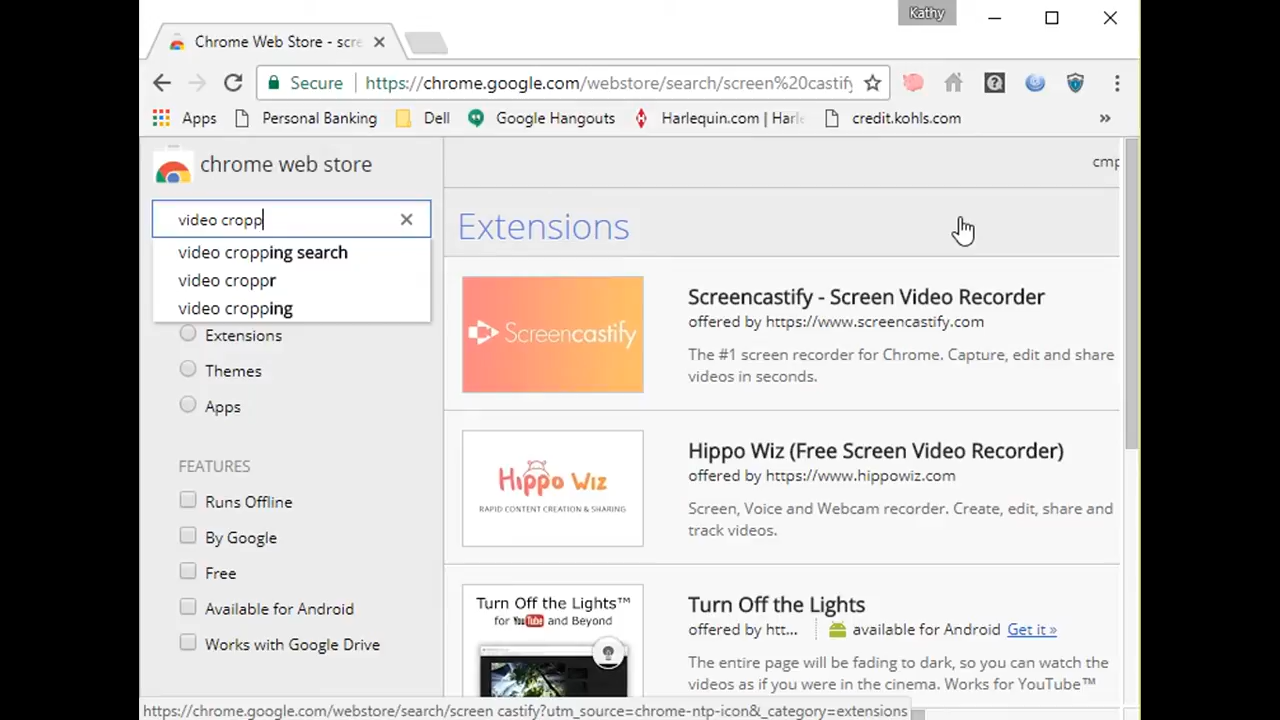 Kathy
Chrome Web Store - scre
Secure https://chrome.google.com/webstore/search/screen%20castify
Apps Personal Banking Dell Google Hangouts Harlequin.com | Harle credit.kohls.com »
chrome web store
cmp
video cropp
Extensions
video cropping search
video croppr
video cropping
Extensions
Themes
Apps
FEATURES
Runs Offline
By Google
Free
Available for Android
Works with Google Drive
Screencastify
Screencastify - Screen Video Recorder
offered by https://www.screencastify.com
The #1 screen recorder for Chrome. Capture, edit and share
videos in seconds.
Hippo Wiz
RAPID CONTENT CREATION & SHARING
Hippo Wiz (Free Screen Video Recorder)
offered by https://www.hippowiz.com
Screen, Voice and Webcam recorder. Create, edit, share and
track videos.
Turn Off the Lights™
for YouTube and Beyond
Turn Off the Lights
offered by htt... available for Android Get it »
The entire page will be fading to dark, so you can watch the
videos as if you were in the cinema. Works for YouTube™
https://chrome.google.com/webstore/search/screen castify?utm_source=chrome-ntp-icon&_category=extensions